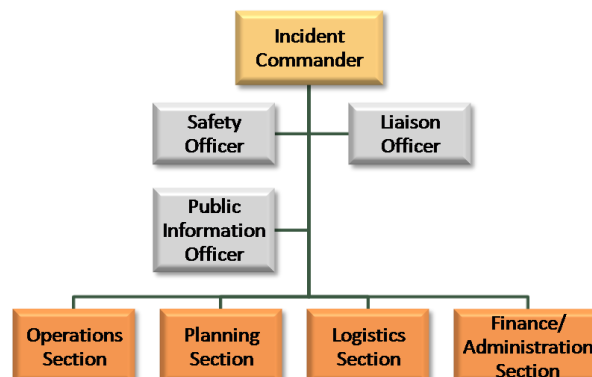 Incident
Commander
Safety
Officer
Liaison
Officer
Public
Information
Officer
Operations
Section
Planning
Section
Logistics
Section
Finance/
Administration
Section